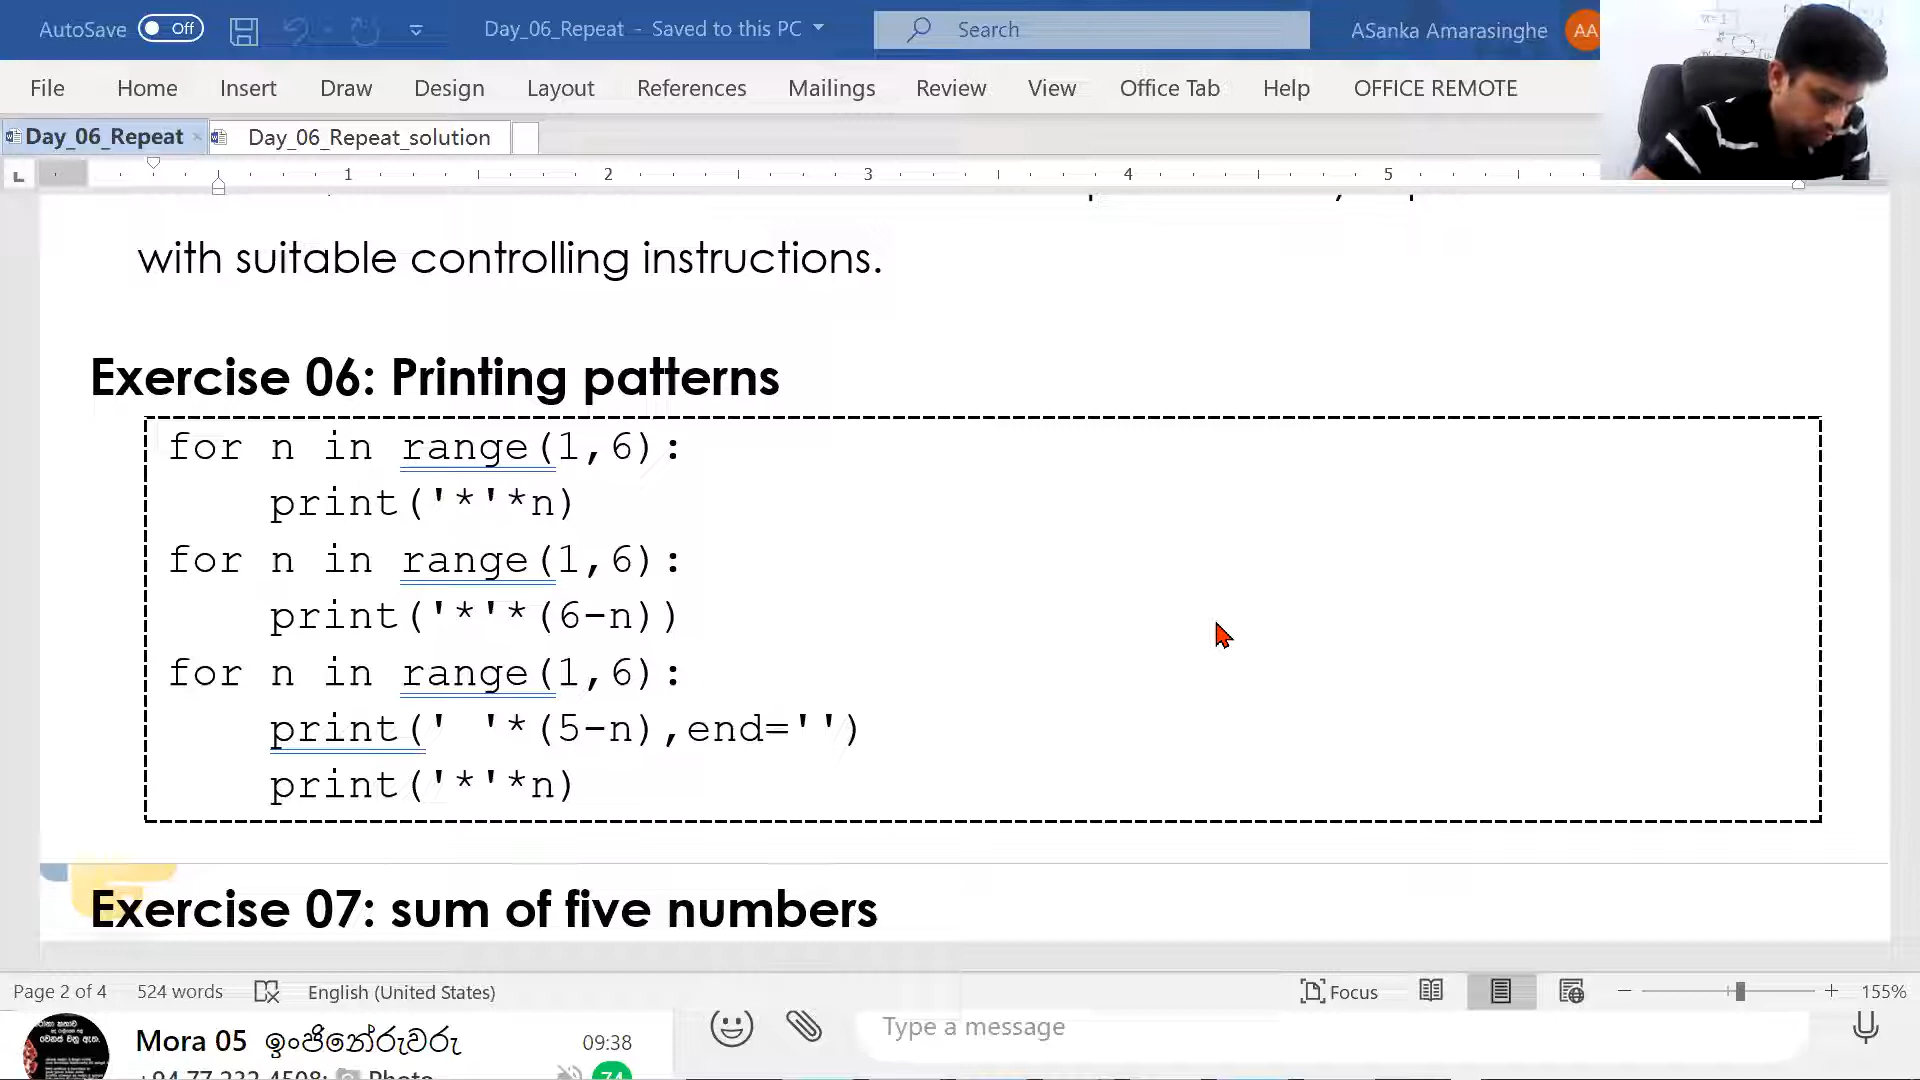 AutoSave Off Day_06_Repeat - Saved to this PC Search ASanka Amarasinghe AA
File Home Insert Draw Design Layout References Mailings Review View Office Tab Help OFFICE REMOTE
Day_06_Repeat Day_06_Repeat_solution
1 2 3 4 5
with suitable controlling instructions.
Exercise 06: Printing patterns
for n in range(1,6):
    print('*'*n)
for n in range(1,6):
    print('*'*(6-n))
for n in range(1,6):
    print(' '*(5-n),end='')
    print('*'*n)
Exercise 07: sum of five numbers
Page 2 of 4 524 words English (United States) Focus 155%
Mora 05 ඉංජිනේරුවරු 09:38 Type a message
Photo 74